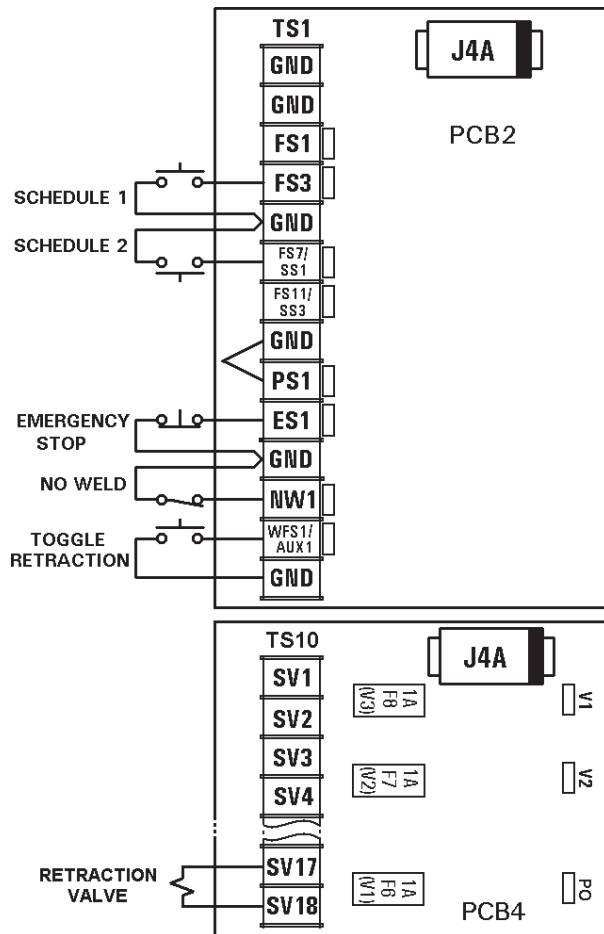 TS1
J4A
PCB2
GND
GND
FS1
FS3
SCHEDULE 1
GND
SCHEDULE 2
FS7/
SS1
FS11/
SS3
GND
PS1
EMERGENCY
STOP
ES1
GND
NO WELD
NW1
TOGGLE
RETRACTION
WFS1/
AUX1
GND
TS10
J4A
SV1
1A
F8
(V3)
V1
SV2
SV3
1A
F7
(V2)
V2
SV4
RETRACTION
VALVE
SV17
SV18
1A
F6
(V1)
PO
PCB4